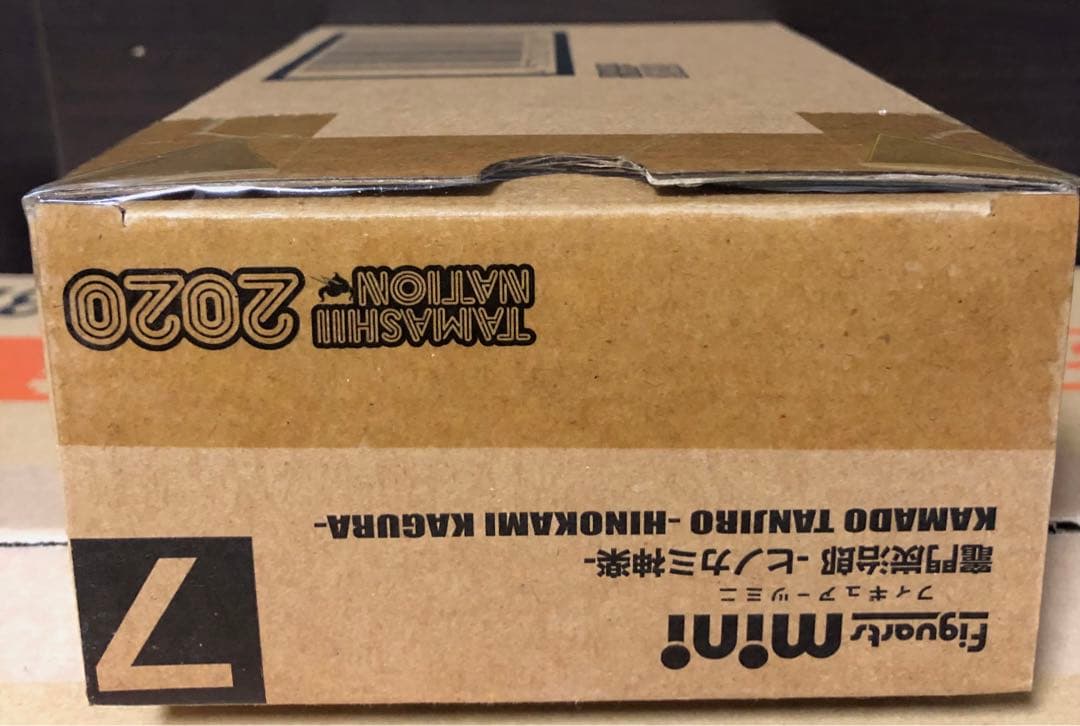 Figuarts mini
フィギュアーツミニ
竈門炭治郎 -ヒノカミ神楽-
KAMADO TANJIRO -HINOKAMI KAGURA-
7
TAMASHII
NATION
2020